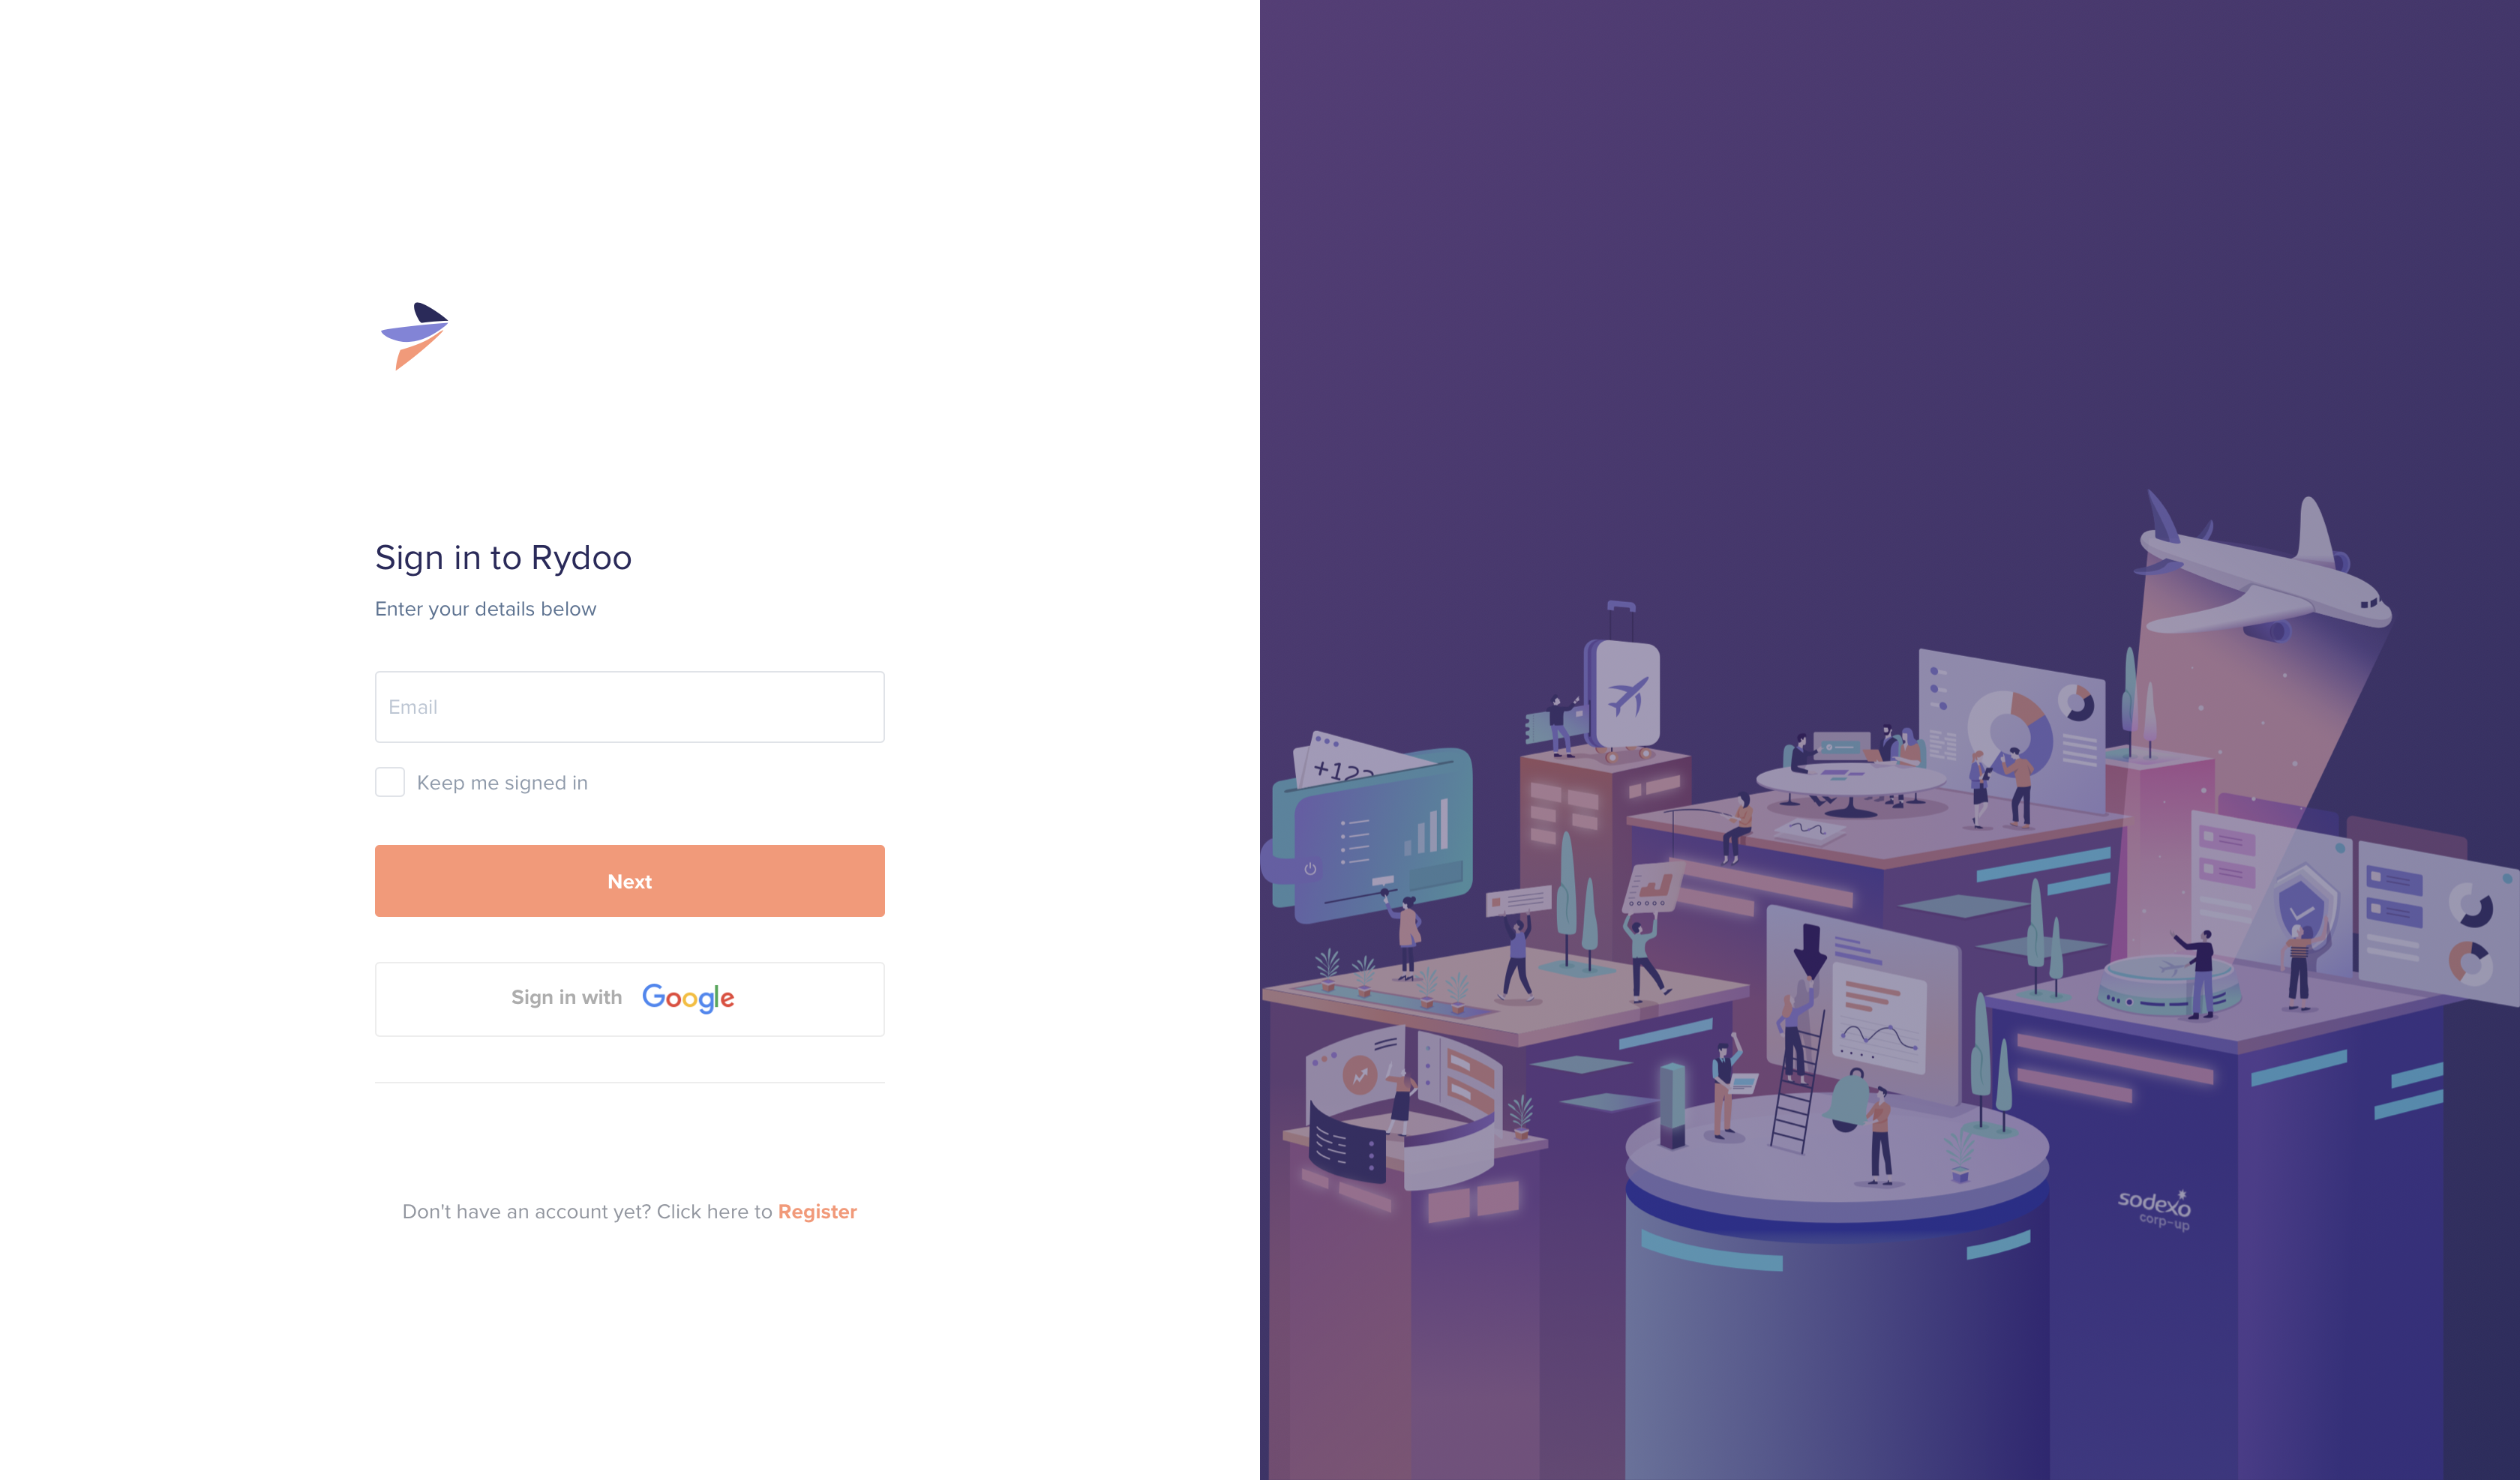 Sign in to Rydoo
Enter your details below
Email
Keep me signed in
Next
Sign in with Google
Don't have an account yet? Click here to Register
+123
sodexo
corp-up